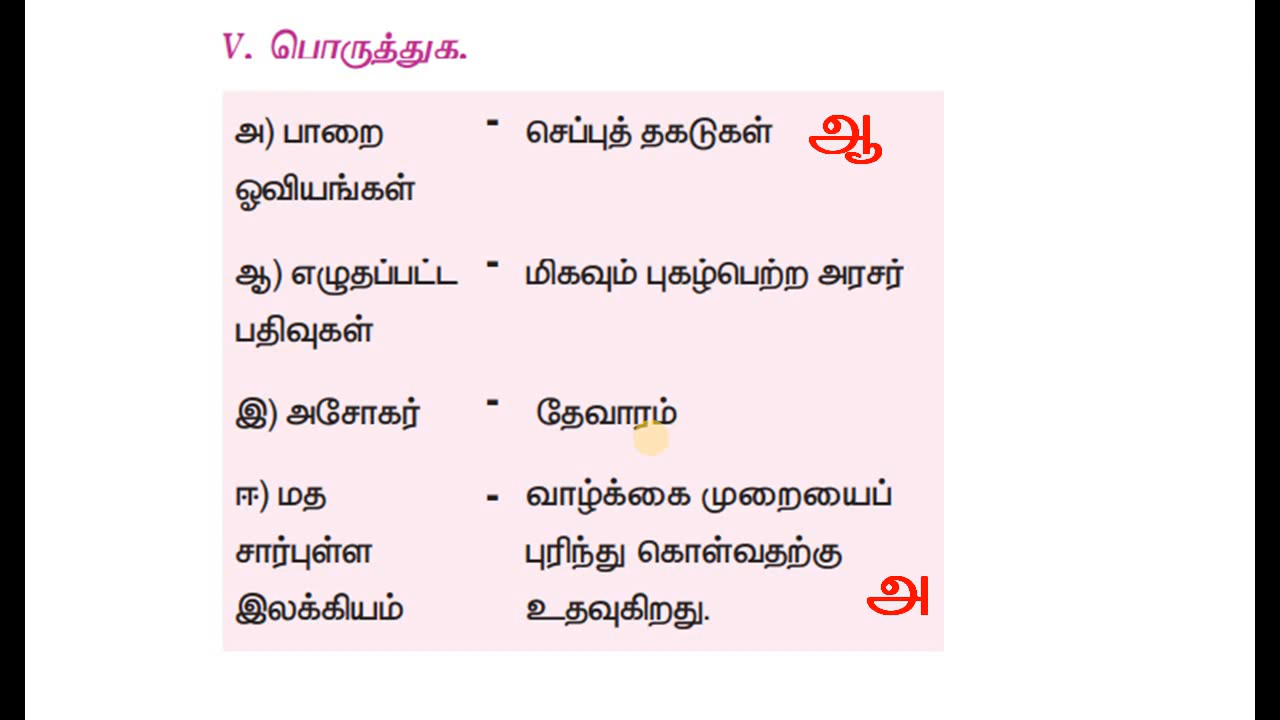 V. பொருத்துக.
அ) பாறை - செப்புத் தகடுகள் ஆ
ஓவியங்கள்
ஆ) எழுதப்பட்ட - மிகவும் புகழ்பெற்ற அரசர்
பதிவுகள்
இ) அசோகர் - தேவாரம்
ஈ) மத - வாழ்க்கை முறையைப்
சார்புள்ள புரிந்து கொள்வதற்கு
இலக்கியம் உதவுகிறது. அ